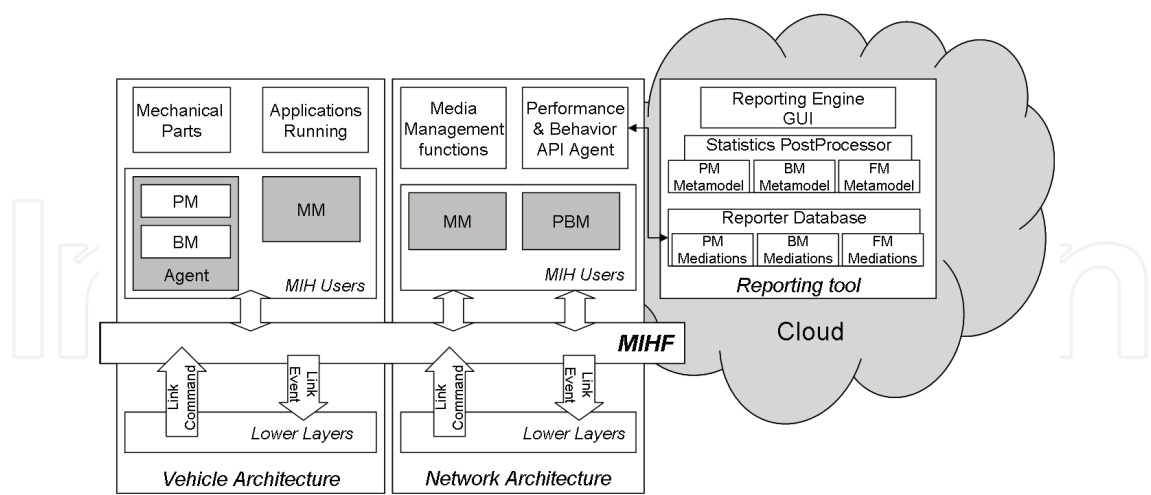 Mechanical
Parts
Applications
Running
PM
BM
Agent
MM
MIH Users
Media
Management
functions
Performance
& Behavior
API Agent
MM
PBM
MIH Users
Reporting Engine
GUI
Statistics PostProcessor
PM
Metamodel
BM
Metamodel
FM
Metamodel
Reporter Database
PM
Mediations
BM
Mediations
FM
Mediations
Reporting tool
Cloud
MIHF
Link
Command
Link
Event
Lower Layers
Vehicle Architecture
Link
Command
Link
Event
Lower Layers
Network Architecture